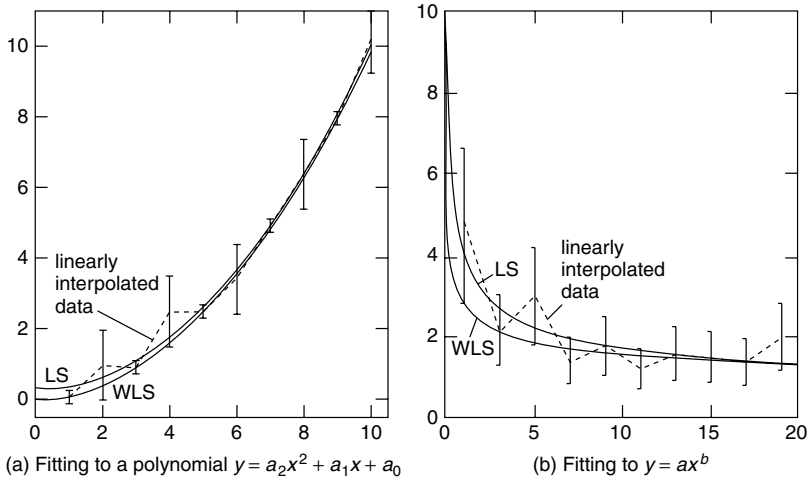 10
8
6
4
2
0
linearly
interpolated
data
LS
WLS
0 2 4 6 8 10
(a) Fitting to a polynomial y = a₂x² + a₁x + a₀
10
8
6
4
2
0
LS
linearly
interpolated
data
WLS
0 5 10 15 20
(b) Fitting to y = axᵇ